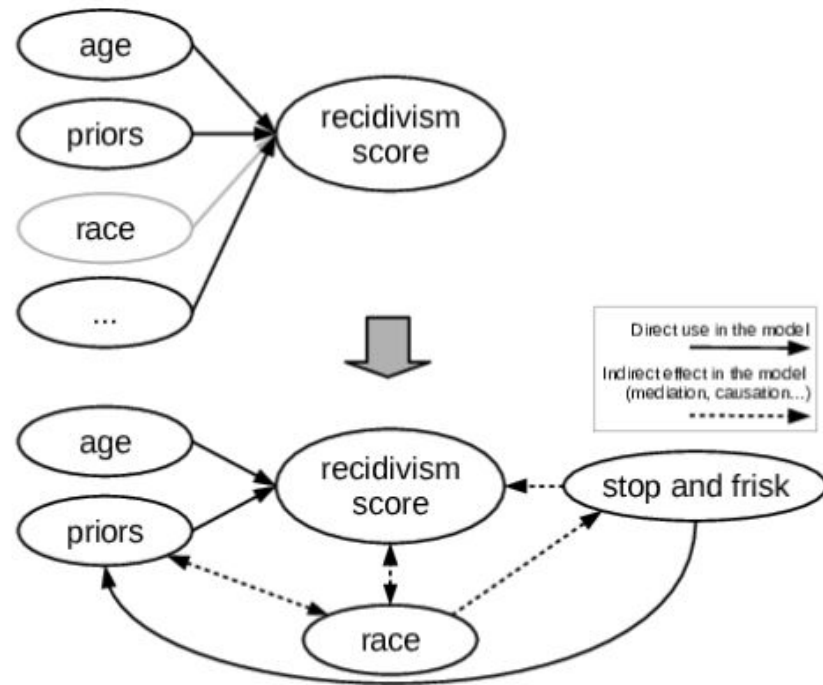 age
priors
recidivism
score
race
...
Direct use in the model
Indirect effect in the model
(mediation, causation...)
age
recidivism
score
stop and frisk
priors
race